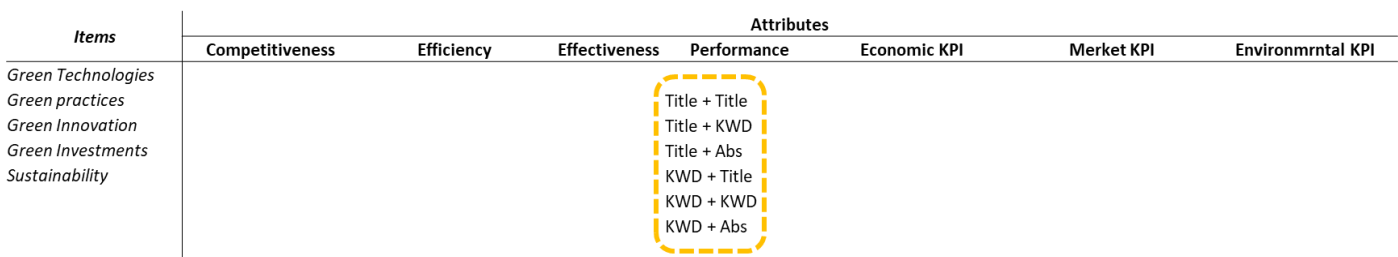 Items
Attributes
Competitiveness Efficiency Effectiveness Performance Economic KPI Merket KPI Environmrntal KPI
Green Technologies
Green practices Title + Title
Green Innovation Title + KWD
Green Investments Title + Abs
Sustainability KWD + Title
KWD + KWD
KWD + Abs